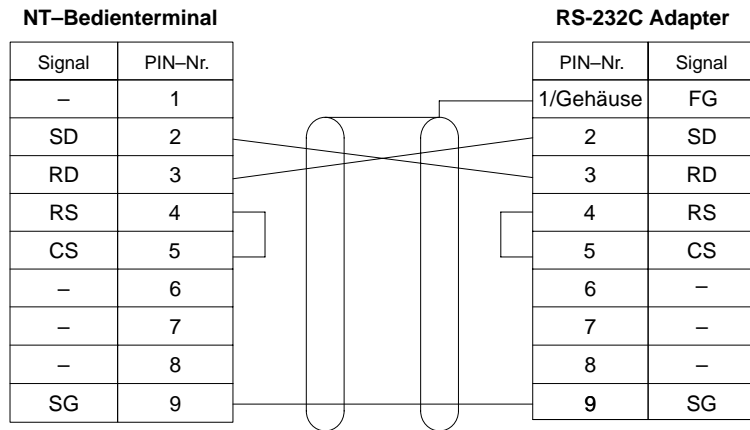 NT–Bedienterminal RS-232C Adapter
Signal PIN–Nr. PIN–Nr. Signal
– 1 1/Gehäuse FG
SD 2 2 SD
RD 3 3 RD
RS 4 4 RS
CS 5 5 CS
– 6 6 –
– 7 7 –
– 8 8 –
SG 9 9 SG